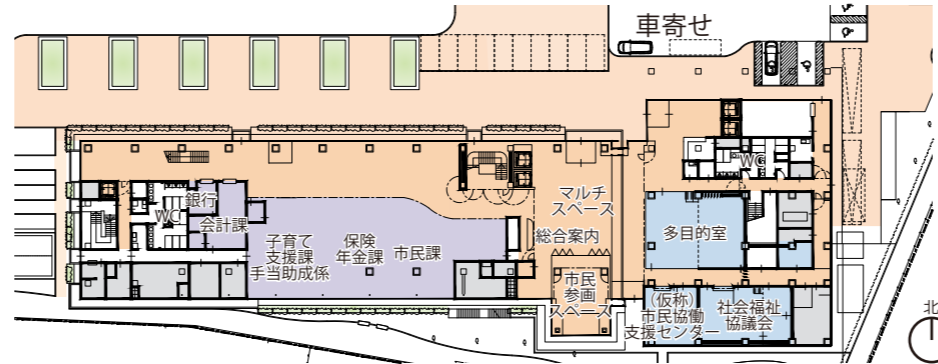 車寄せ
WC
銀行
WC
会計課
マルチ
スペース
総合案内
多目的室
子育て
支援課
手当助成係
保険
年金課
市民課
市民
参画
スペース
（仮称）
市民協働
支援センター
社会福祉
協議会
北